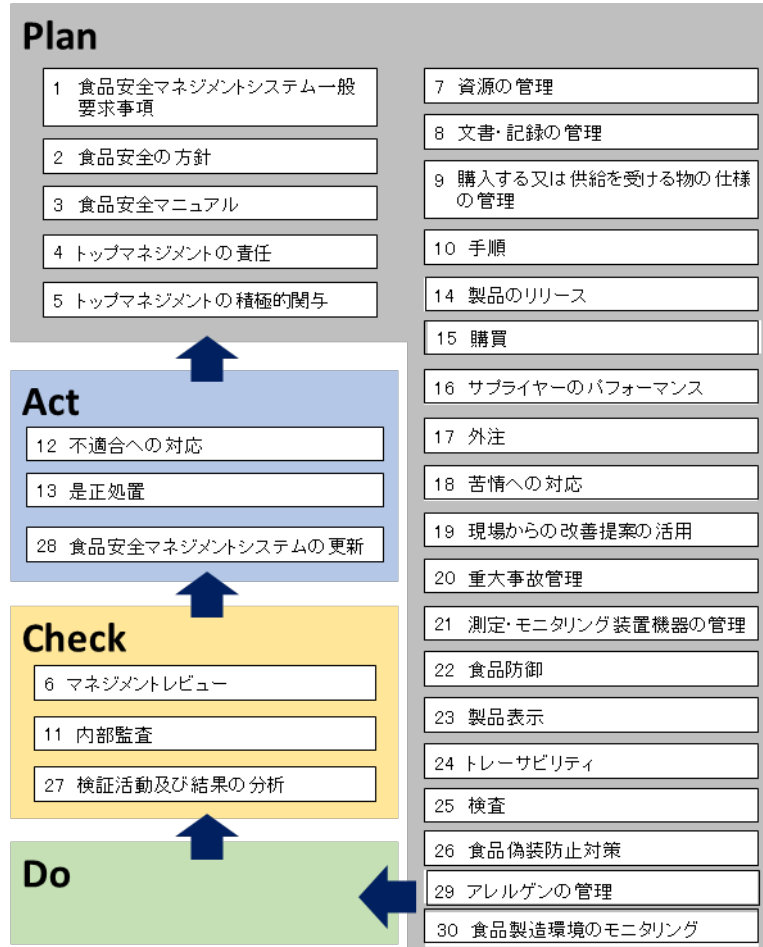 Plan
1 食品安全マネジメントシステム一般
要求事項
2 食品安全の方針
3 食品安全マニュアル
4 トップマネジメントの責任
5 トップマネジメントの積極的関与
7 資源の管理
8 文書・記録の管理
9 購入する又は供給を受ける物の仕様
の管理
10 手順
14 製品のリリース
15 購買
16 サプライヤーのパフォーマンス
17 外注
18 苦情への対応
19 現場からの改善提案の活用
20 重大事故管理
21 測定・モニタリング装置機器の管理
22 食品防御
23 製品表示
24 トレーサビリティ
25 検査
26 食品偽装防止対策
29 アレルゲンの管理
30 食品製造環境のモニタリング
Act
12 不適合への対応
13 是正処置
28 食品安全マネジメントシステムの更新
Check
6 マネジメントレビュー
11 内部監査
27 検証活動及び結果の分析
Do